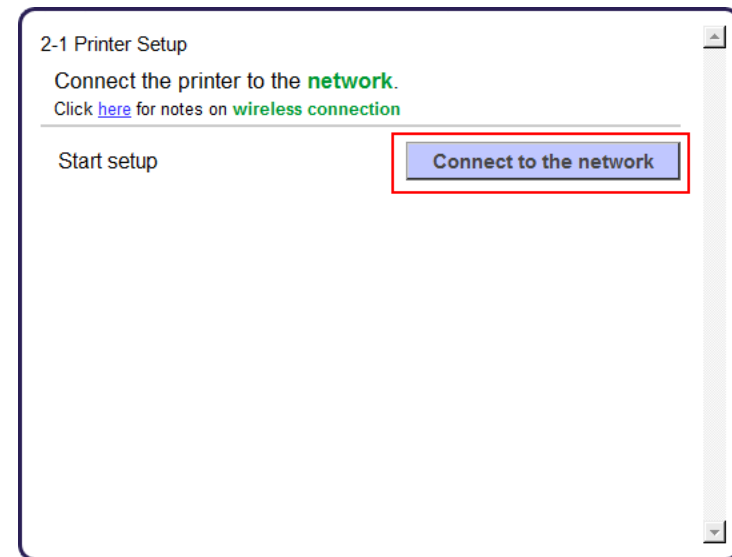 2-1 Printer Setup
Connect the printer to the network.
Click here for notes on wireless connection
Start setup
Connect to the network